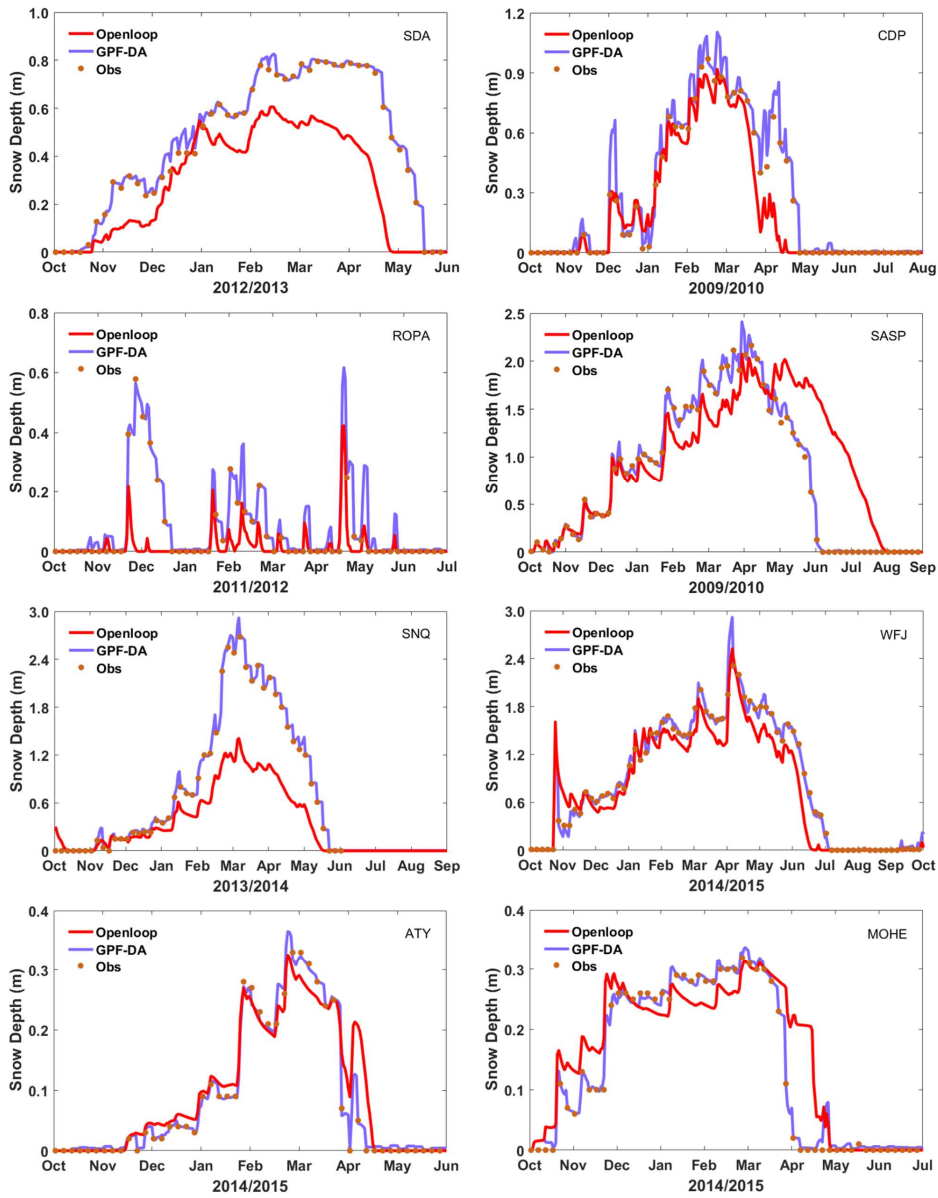 1.0
0.8
0.6
0.4
0.2
0
Snow Depth (m)
Openloop
GPF-DA
Obs
SDA
Oct Nov Dec Jan Feb Mar Apr May Jun
2012/2013
1.2
0.9
0.6
0.3
0
Snow Depth (m)
Openloop
GPF-DA
Obs
CDP
Oct Nov Dec Jan Feb Mar Apr May Jun Jul Aug
2009/2010
0.8
0.6
0.4
0.2
0
Snow Depth (m)
Openloop
GPF-DA
Obs
ROPA
Oct Nov Dec Jan Feb Mar Apr May Jun Jul
2011/2012
2.5
2.0
1.5
1.0
0.5
0
Snow Depth (m)
Openloop
GPF-DA
Obs
SASP
Oct Nov Dec Jan Feb Mar Apr May Jun Jul Aug Sep
2009/2010
3.0
2.4
1.8
1.2
0.6
0
Snow Depth (m)
Openloop
GPF-DA
Obs
SNQ
Oct Nov Dec Jan Feb Mar Apr May Jun Jul Aug Sep
2013/2014
3.0
2.4
1.8
1.2
0.6
0
Snow Depth (m)
Openloop
GPF-DA
Obs
WFJ
Oct Nov Dec Jan Feb Mar Apr May Jun Jul Aug Sep Oct
2014/2015
0.4
0.3
0.2
0.1
0
Snow Depth (m)
Openloop
GPF-DA
Obs
ATY
Oct Nov Dec Jan Feb Mar Apr May Jun
2014/2015
0.4
0.3
0.2
0.1
0
Snow Depth (m)
Openloop
GPF-DA
Obs
MOHE
Oct Nov Dec Jan Feb Mar Apr May Jun Jul
2014/2015